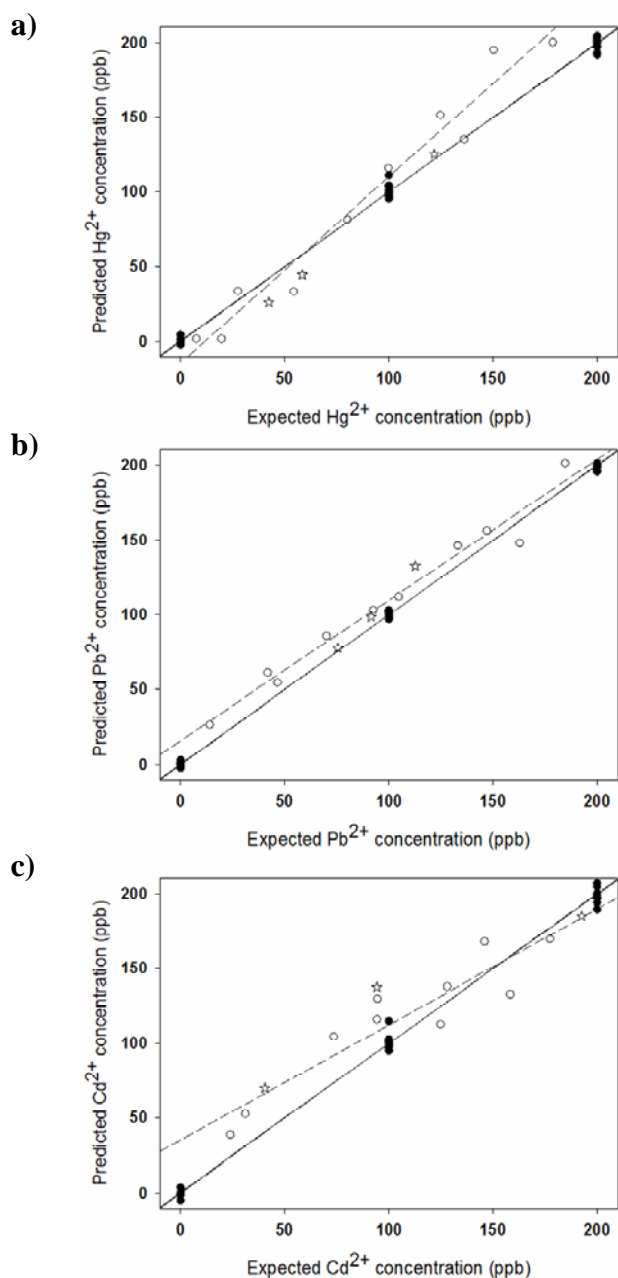 a)
Predicted Hg2+ concentration (ppb)
200
150
100
50
0
0 50 100 150 200
Expected Hg2+ concentration (ppb)
b)
Predicted Pb2+ concentration (ppb)
200
150
100
50
0
0 50 100 150 200
Expected Pb2+ concentration (ppb)
c)
Predicted Cd2+ concentration (ppb)
200
150
100
50
0
0 50 100 150 200
Expected Cd2+ concentration (ppb)